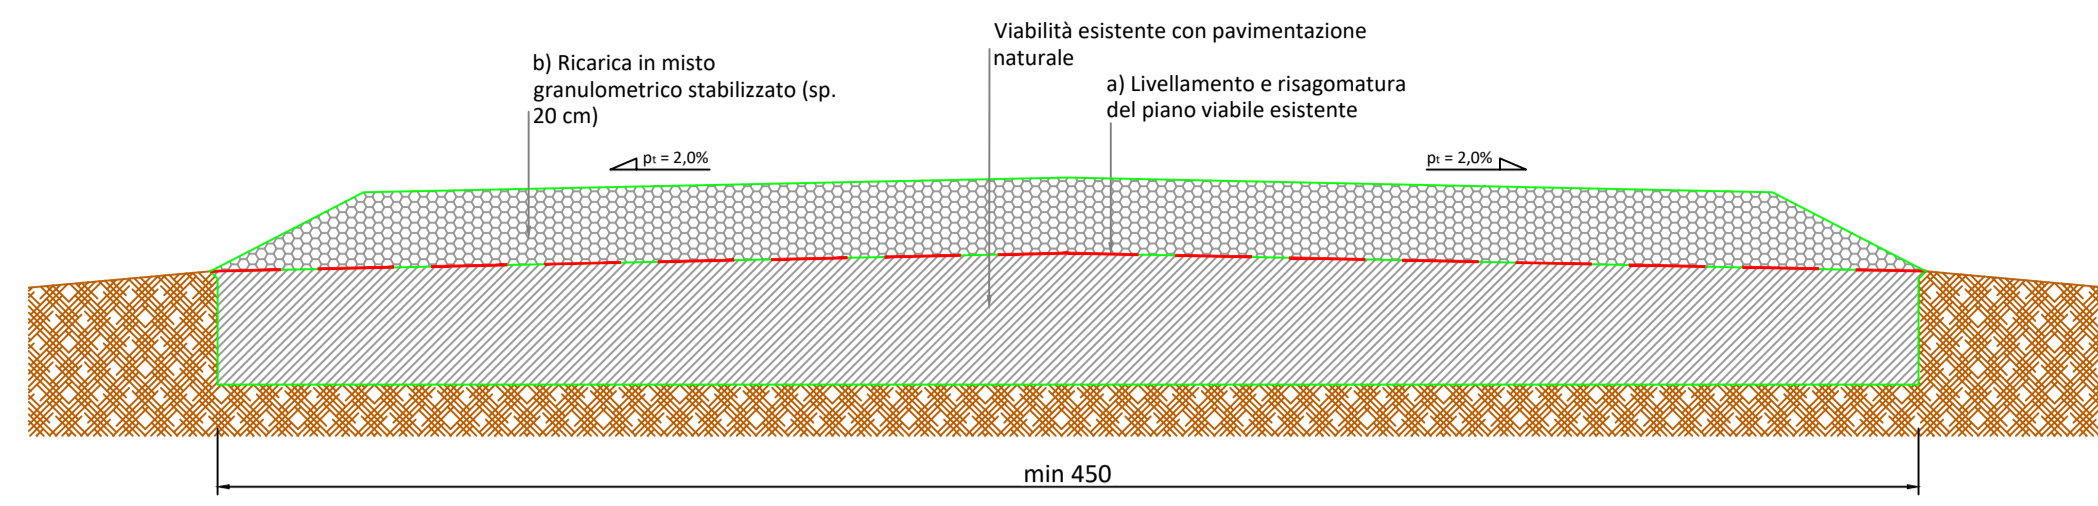 Viabilità esistente con pavimentazione
naturale
b) Ricarica in misto
granulometrico stabilizzato (sp.
20 cm)
a) Livellamento e risagomatura
del piano viabile esistente
pt = 2,0%
pt = 2,0%
min 450